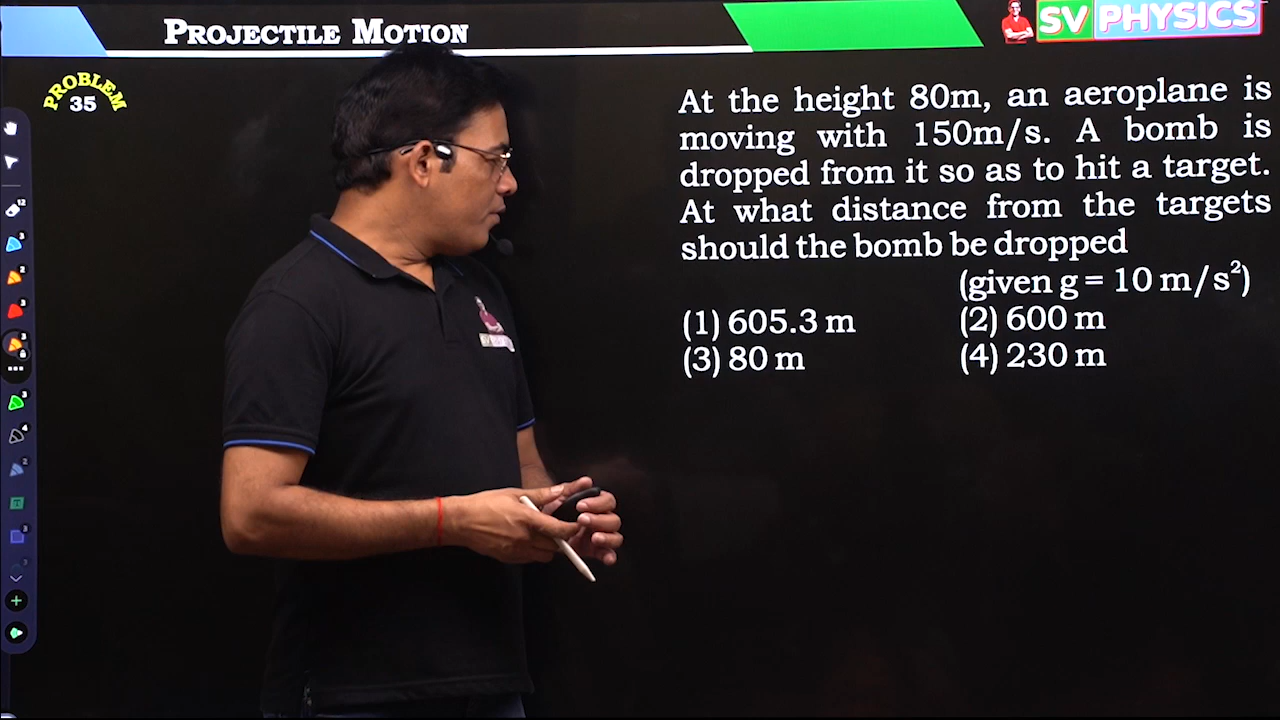 PROJECTILE MOTION
SV PHYSICS
PROBLEM
35
At the height 80m, an aeroplane is
moving with 150m/s. A bomb is
dropped from it so as to hit a target.
At what distance from the targets
should the bomb be dropped
(given g = 10 m/s²)
(1) 605.3 m (2) 600 m
(3) 80 m (4) 230 m